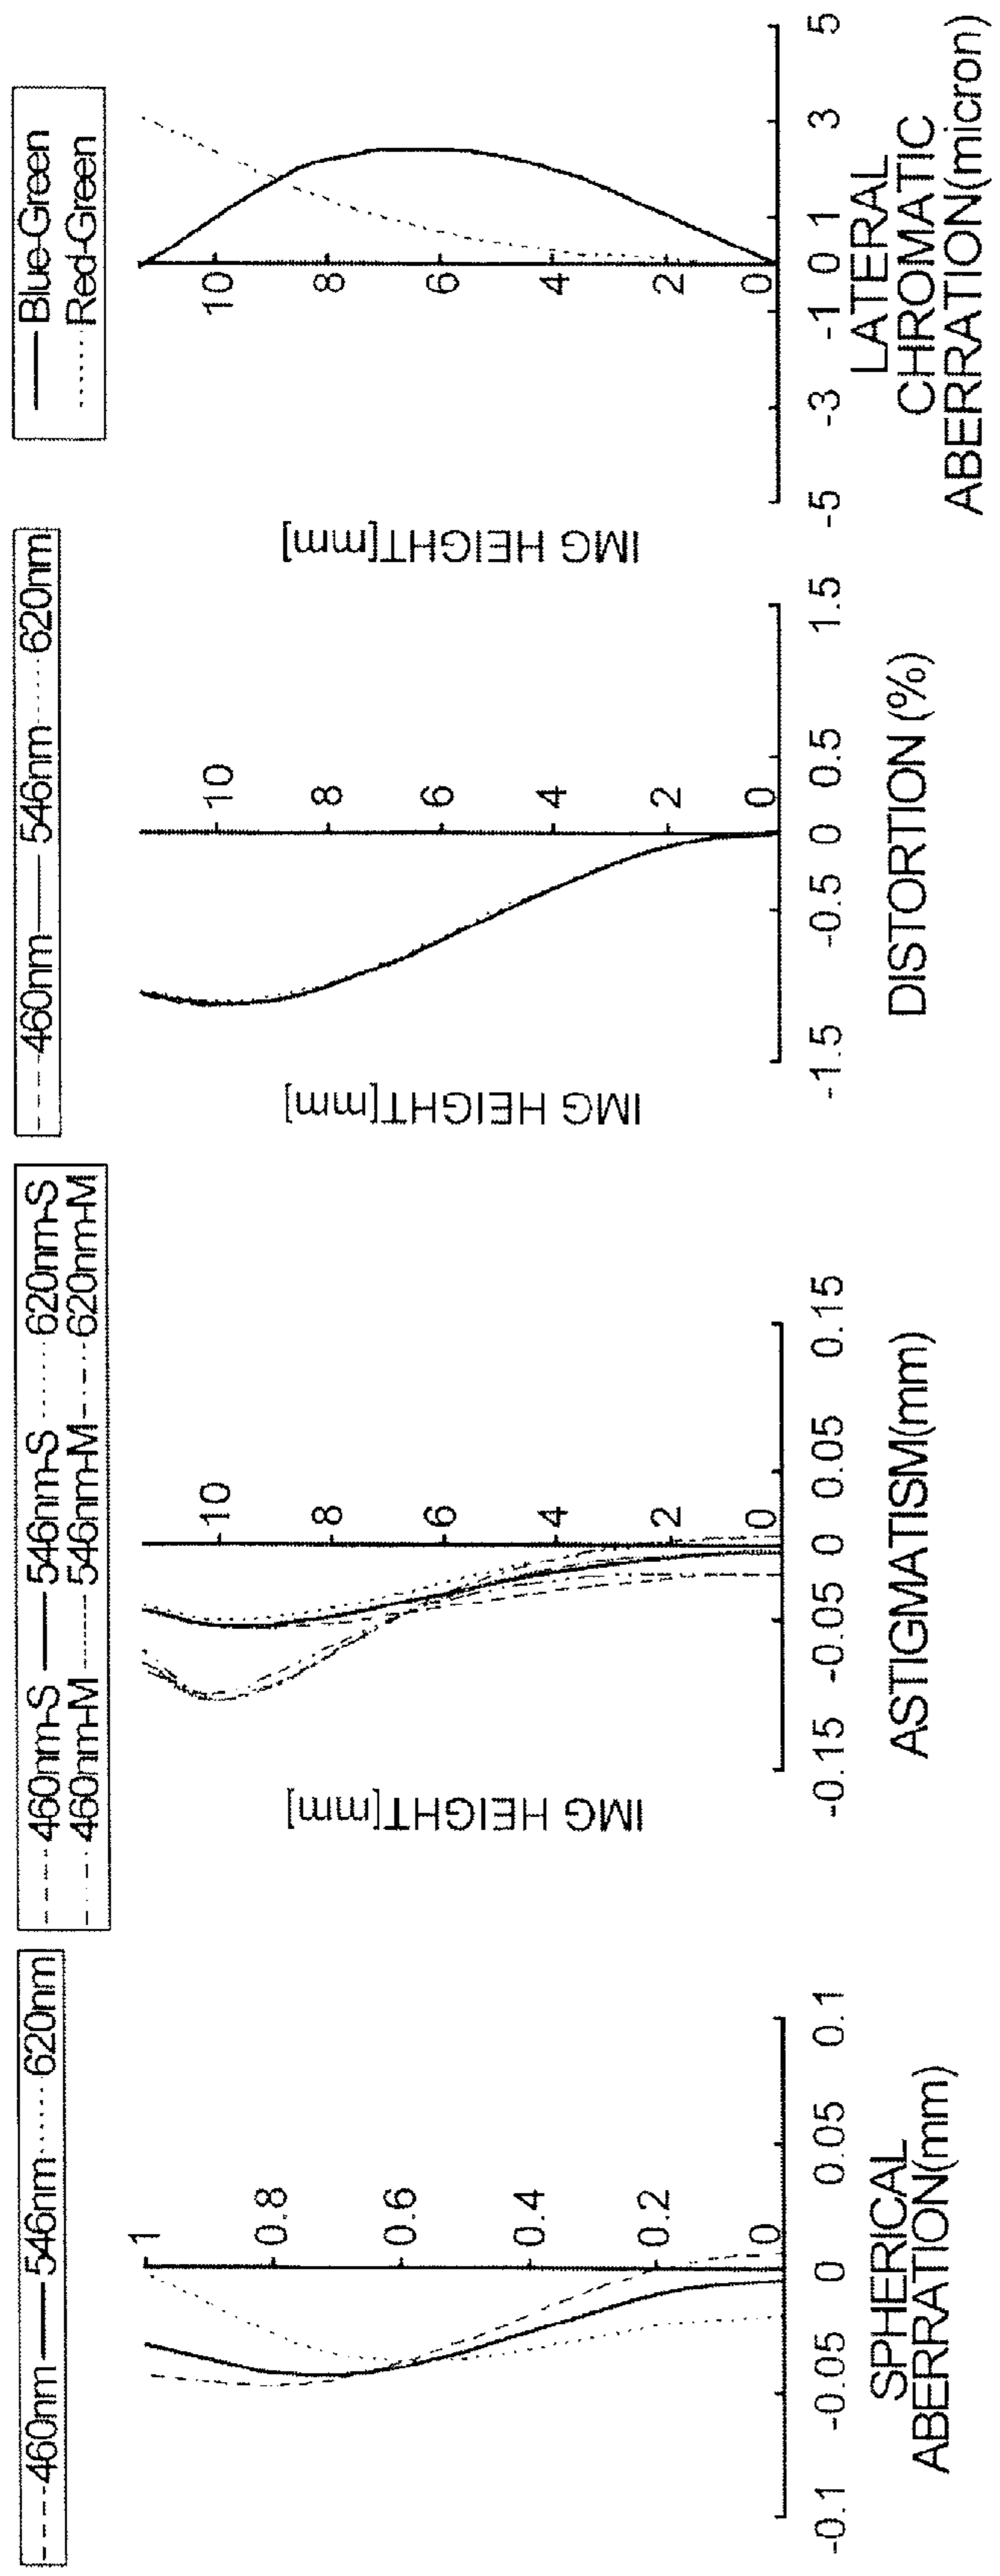 ---460nm——546nm·····620nm
1
0.8
0.6
0.4
0.2
0
-0.1 -0.05 0 0.05 0.1
SPHERICAL
ABERRATION(mm)
---460nm-S——546nm-S·····620nm-S
-·-460nm-M-----546nm-M-··-620nm-M
IMG HEIGHT[mm]
10
8
6
4
2
0
-0.15 -0.05 0 0.05 0.15
ASTIGMATISM(mm)
---460nm——546nm·····620nm
IMG HEIGHT[mm]
10
8
6
4
2
0
-1.5 -0.5 0 0.5 1.5
DISTORTION (%)
——Blue-Green
·····Red-Green
IMG HEIGHT[mm]
10
8
6
4
2
0
-5 -3 -1 0 1 3 5
LATERAL
CHROMATIC
ABERRATION(micron)